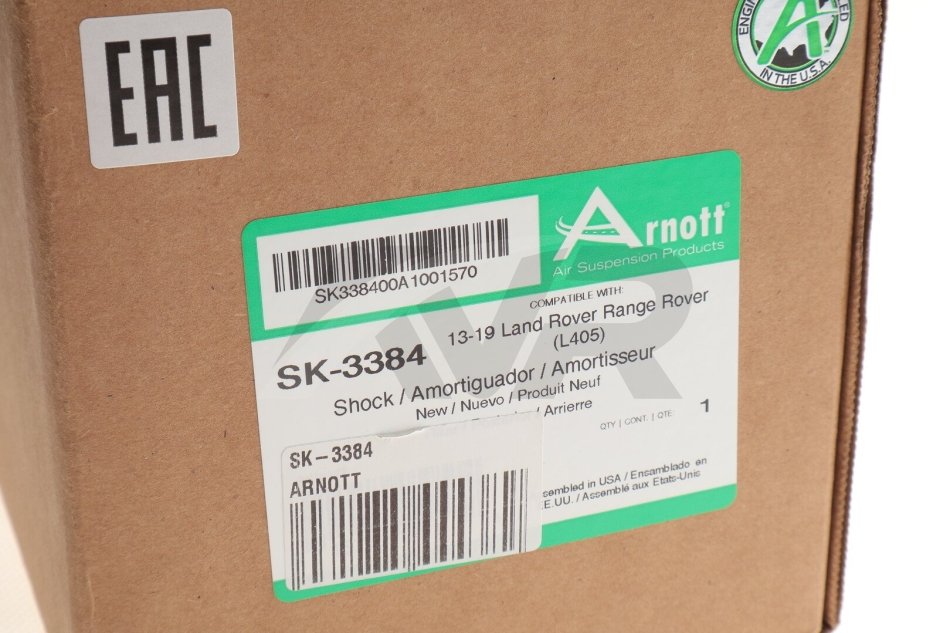 EAC
IN THE U.S.A.
Arnott®
Air Suspension Products
SK338400A1001570
COMPATIBLE WITH:
13-19 Land Rover Range Rover
(L405)
SK-3384
Shock / Amortiguador / Amortisseur
New / Nuevo / Produit Neuf
/ Arrierre
QTY | CONT. | QTE: 1
SK-3384
ARNOTT
sembled in USA / Ensamblado en
E.UU. / Assemblé aux Etats-Unis
AVR